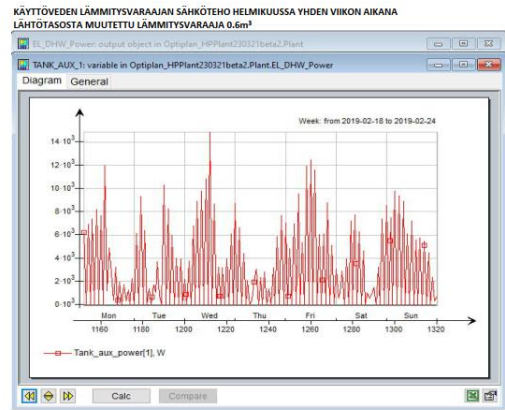 KÄYTTÖVEDEN LÄMMITYSVARAAJAN SÄHKÖTEHO HELMIKUUSSA YHDEN VIIKON AIKANA
LÄHTÖTASOSTA MUUTETTU LÄMMITYSVARAAJA 0.6m³
EL_DHW_Power: output object in Optiplan_HPPlant230321beta2.Plant
TANK_AUX_1: variable in Optiplan_HPPlant230321beta2.Plant.EL_DHW_Power
Diagram General
Week: from 2019-02-18 to 2019-02-24
14·10³
12·10³
10·10³
8·10³
6·10³
4·10³
2·10³
0·10³
Mon Tue Wed Thu Fri Sat Sun
1160 1180 1200 1220 1240 1260 1280 1300 1320
Tank_aux_power[1], W
Calc Compare